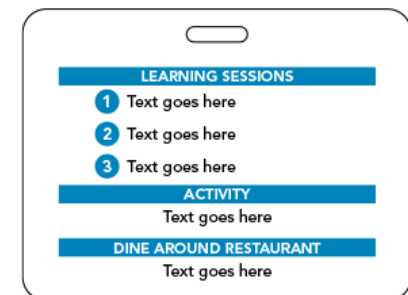 LEARNING SESSIONS
1 Text goes here
2 Text goes here
3 Text goes here
ACTIVITY
Text goes here
DINE AROUND RESTAURANT
Text goes here